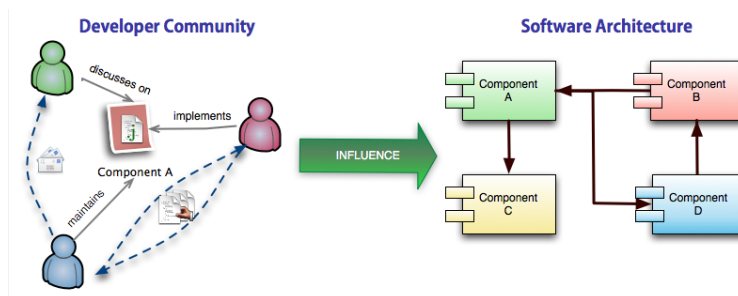 Developer Community
discusses on
implements
Component A
maintains
INFLUENCE
Software Architecture
Component
A
Component
B
Component
C
Component
D